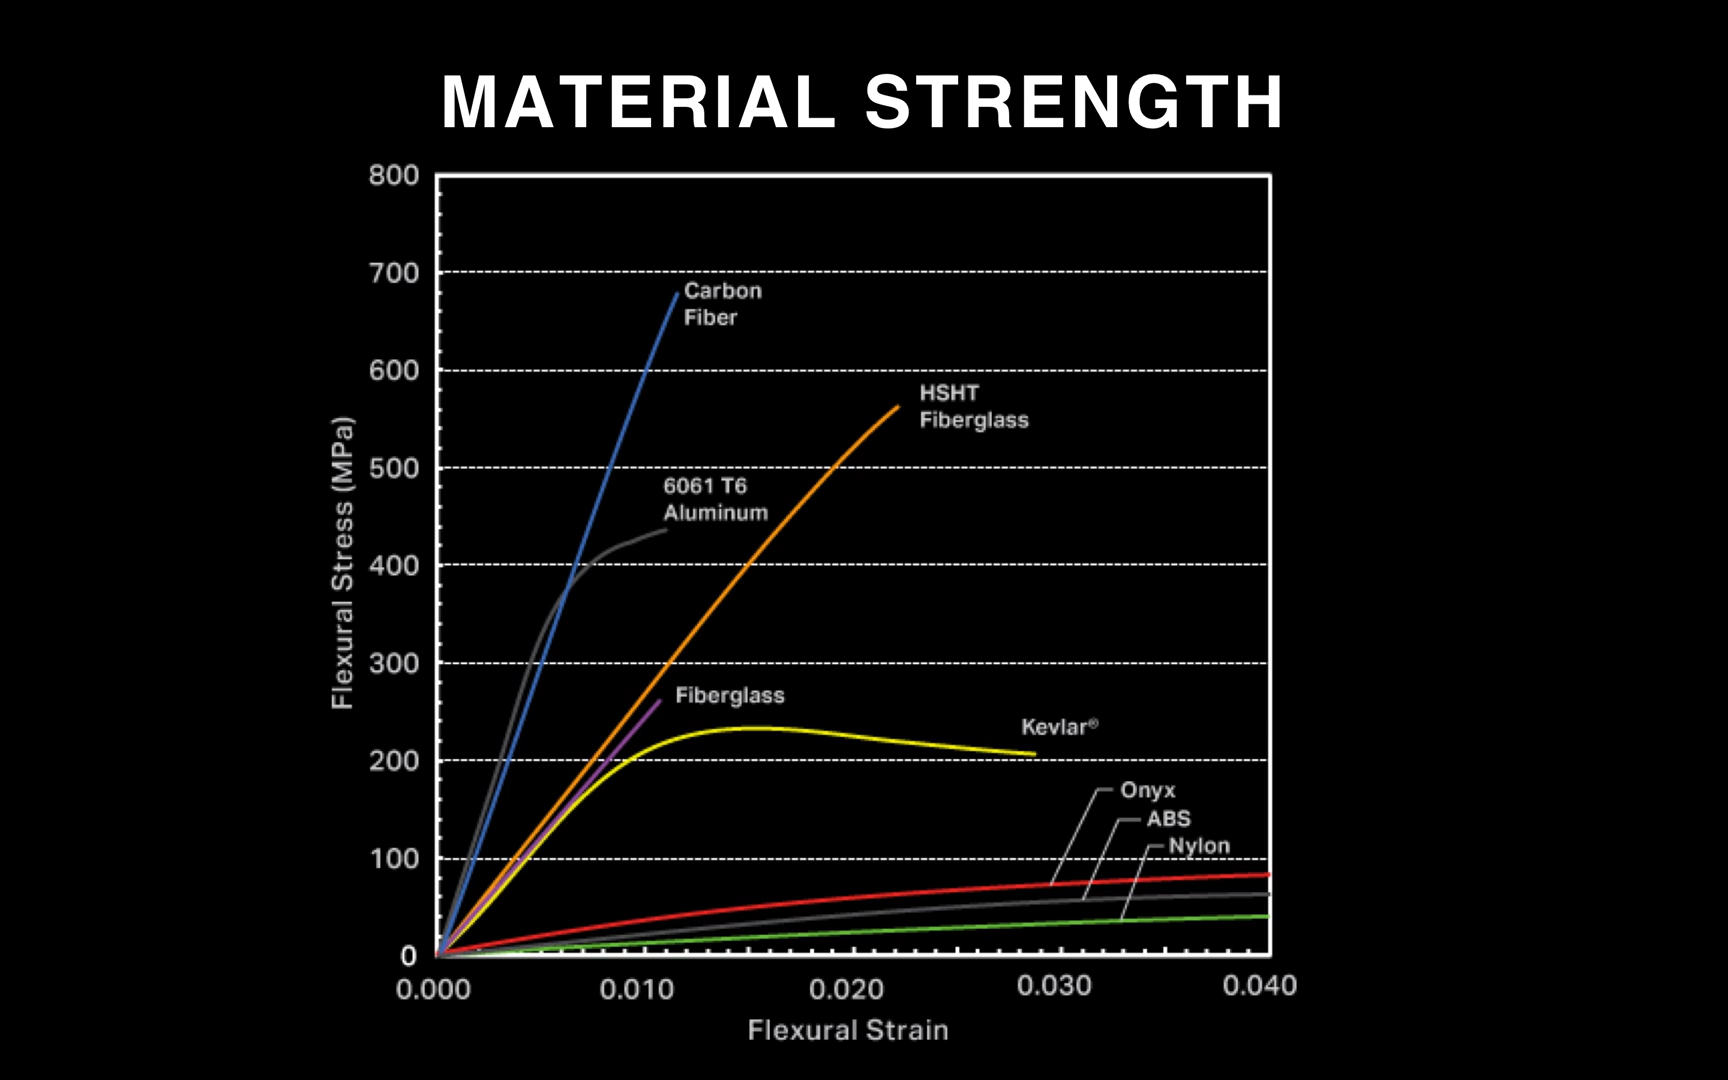 MATERIAL STRENGTH
800
700
600
500
400
300
200
100
0
Flexural Stress (MPa)
Carbon
Fiber
HSHT
Fiberglass
6061 T6
Aluminum
Fiberglass
Kevlar®
Onyx
ABS
Nylon
0.000 0.010 0.020 0.030 0.040
Flexural Strain